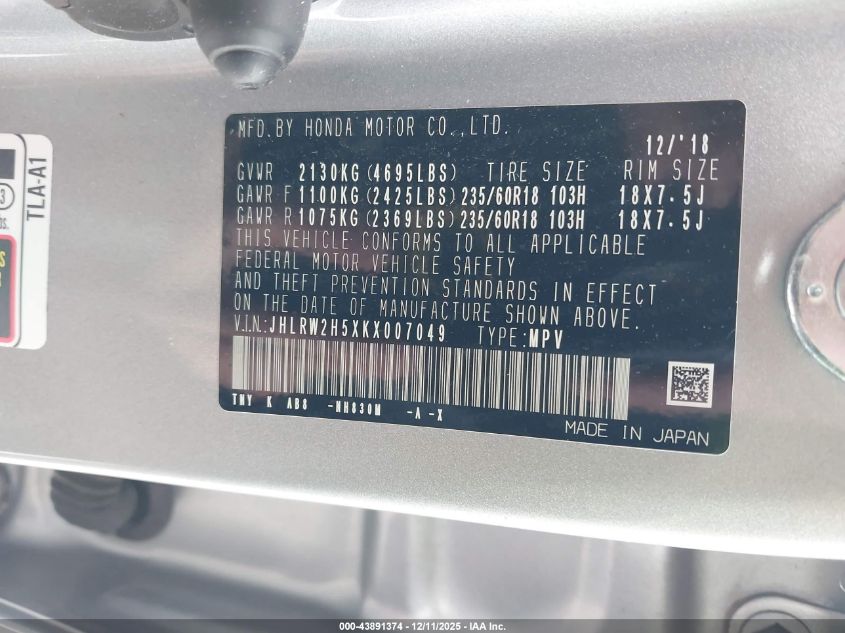 MFD.BY HONDA MOTOR CO.,LTD.
12/'18
GVWR 2130KG(4695LBS) TIRE SIZE RIM SIZE
GAWR F 1100KG(2425LBS)235/60R18 103H 18X7.5J
GAWR R 1075KG(2369LBS)235/60R18 103H 18X7.5J
THIS VEHICLE CONFORMS TO ALL APPLICABLE
FEDERAL MOTOR VEHICLE SAFETY
AND THEFT PREVENTION STANDARDS IN EFFECT
ON THE DATE OF MANUFACTURE SHOWN ABOVE.
V.I.N.:JHLRW2H5XKX007049 TYPE:MPV
TNY K AB8 -NH830M -A -X
MADE IN JAPAN
TLA-A1
3
000-43891374 - 12/11/2025 - IAA Inc.